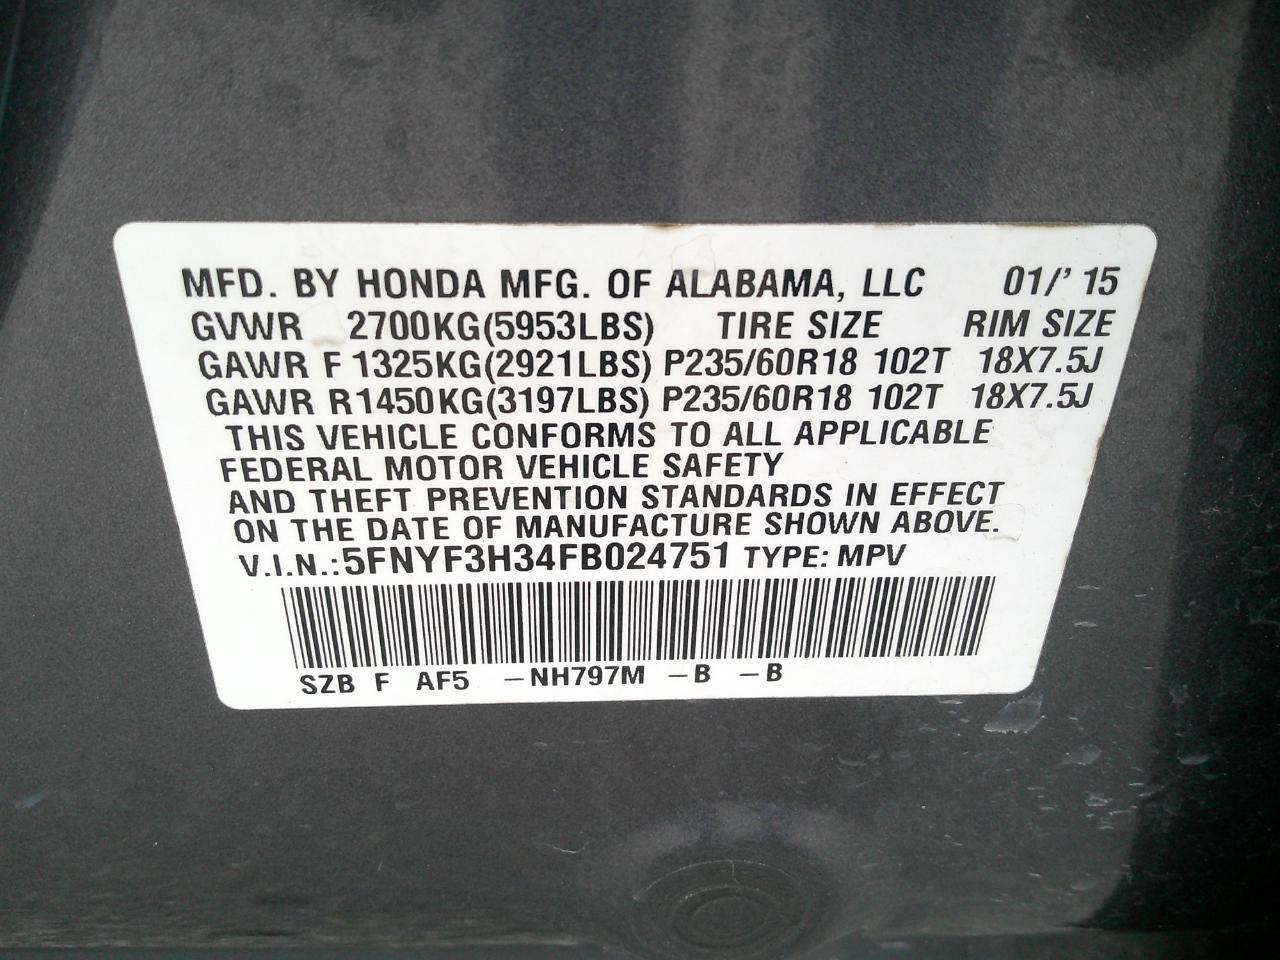 MFD. BY HONDA MFG. OF ALABAMA, LLC 01/' 15
GVWR 2700KG(5953LBS) TIRE SIZE RIM SIZE
GAWR F 1325KG(2921LBS) P235/60R18 102T 18X7.5J
GAWR R1450KG(3197LBS) P235/60R18 102T 18X7.5J
THIS VEHICLE CONFORMS TO ALL APPLICABLE
FEDERAL MOTOR VEHICLE SAFETY
AND THEFT PREVENTION STANDARDS IN EFFECT
ON THE DATE OF MANUFACTURE SHOWN ABOVE.
V.I.N.:5FNYF3H34FB024751 TYPE: MPV
SZB F AF5 -NH797M -B -B